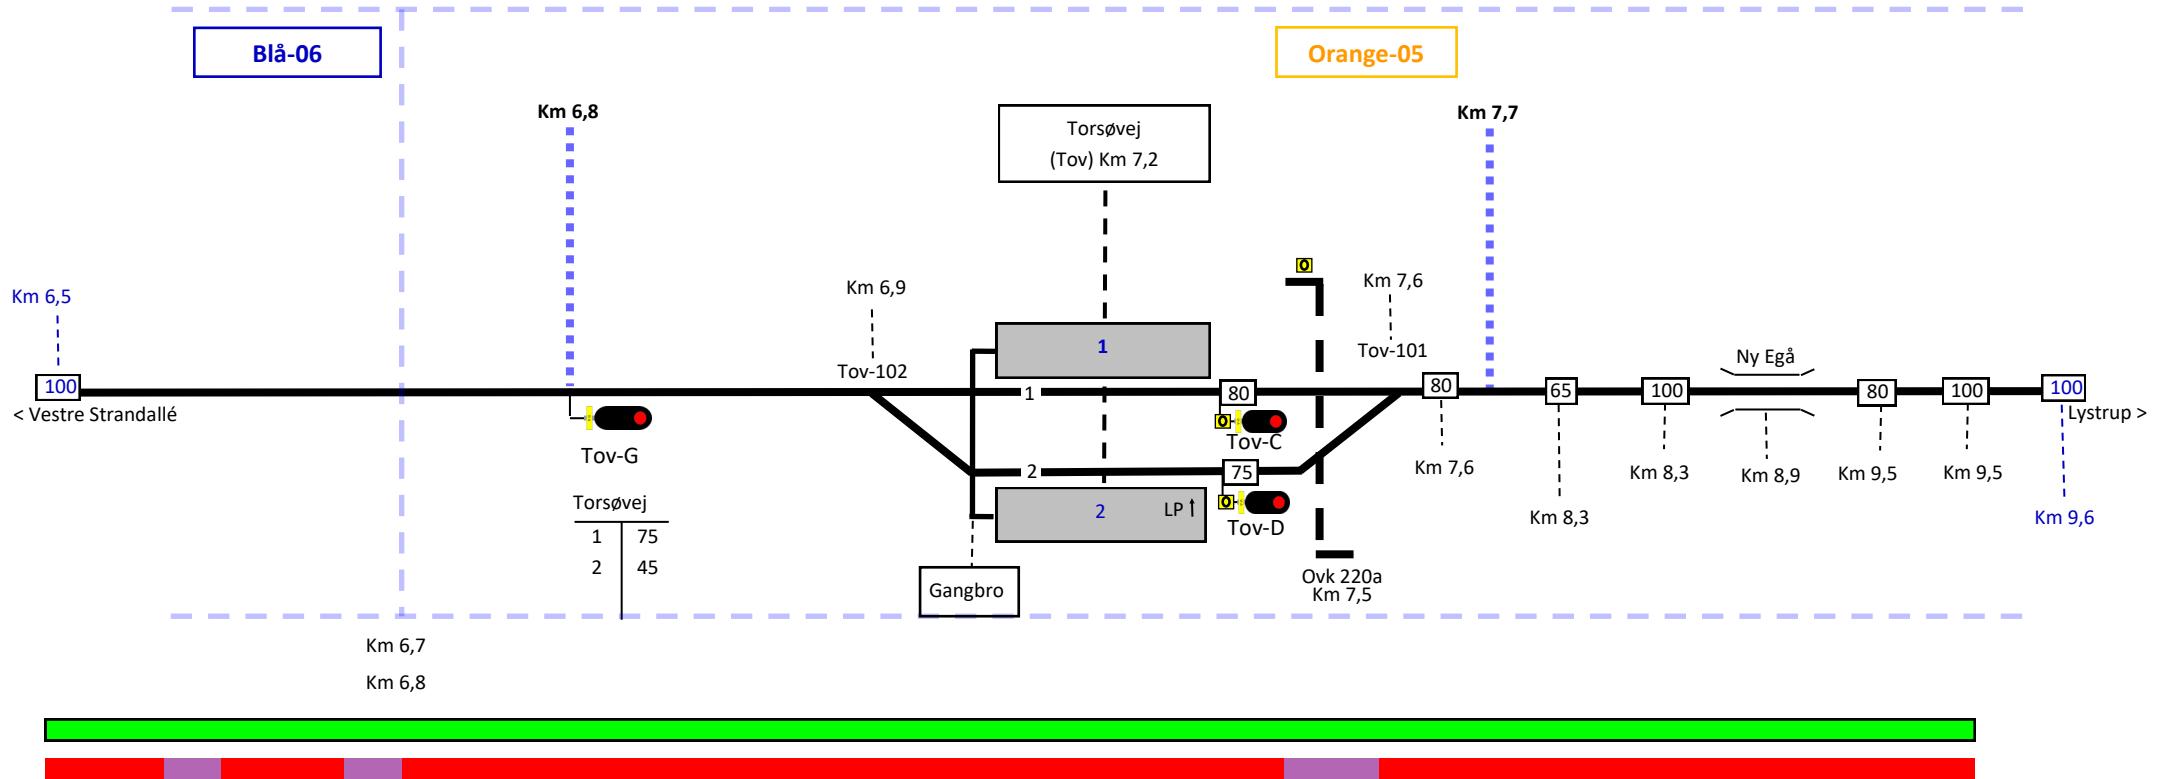 Blå-06
Orange-05
Km 6,8
Km 7,7
Torsøvej
(Tov) Km 7,2
Km 6,5
Km 6,9
Km 7,6
Tov-102
1
Tov-101
Ny Egå
100
< Vestre Strandallé
1
80
80
65
100
80
100
100
Lystrup >
O
O
Tov-G
Tov-C
2
75
Km 7,6
Km 8,3
Km 8,9
Km 9,5
Km 9,5
Torsøvej
1 75
2 45
2
LP
O
Tov-D
Km 8,3
Km 9,6
Gangbro
Ovk 220a
Km 7,5
Km 6,7
Km 6,8